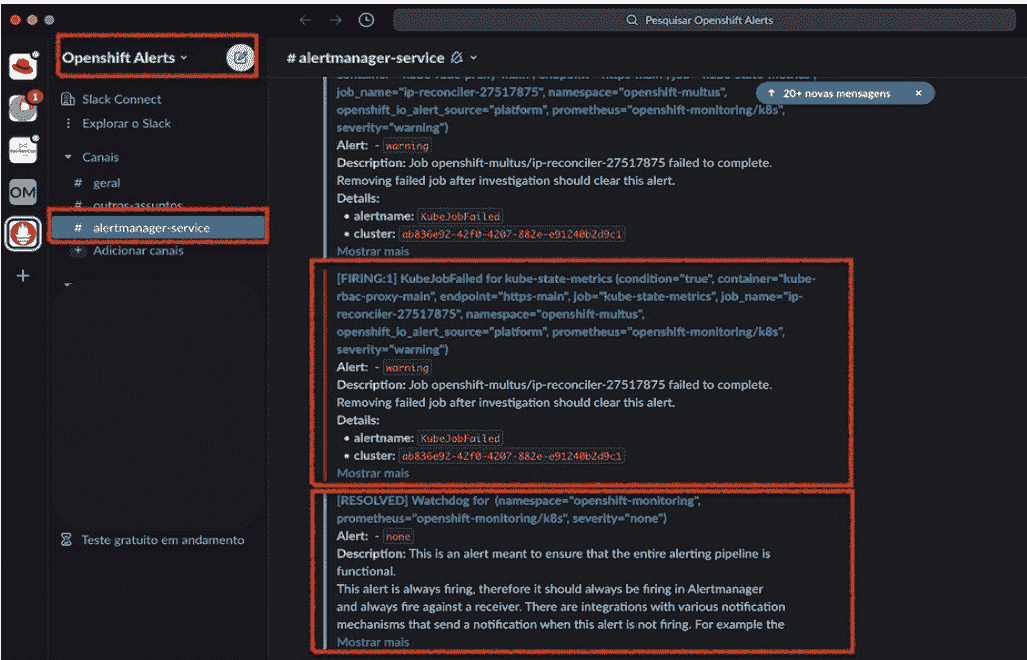 Pesquisar Openshift Alerts
Openshift Alerts
# alertmanager-service
1
OM
Slack Connect
Explorar o Slack
Canais
# geral
# outros-assuntos
# alertmanager-service
+ Adicionar canais
Teste gratuito em andamento
↑ 20+ novas mensagens ×
job_name="ip-reconciler-27517875", namespace="openshift-multus",
openshift_io_alert_source="platform", prometheus="openshift-monitoring/k8s",
severity="warning")
Alert: - warning
Description: Job openshift-multus/ip-reconciler-27517875 failed to complete.
Removing failed job after investigation should clear this alert.
Details:
• alertname: KubeJobFailed
• cluster: ab836e92-42f0-4207-882e-e91240b2d9c1
Mostrar mais
[FIRING:1] KubeJobFailed for kube-state-metrics (condition="true", container="kube-
rbac-proxy-main", endpoint="https-main", job="kube-state-metrics", job_name="ip-
reconciler-27517875", namespace="openshift-multus",
openshift_io_alert_source="platform", prometheus="openshift-monitoring/k8s",
severity="warning")
Alert: - warning
Description: Job openshift-multus/ip-reconciler-27517875 failed to complete.
Removing failed job after investigation should clear this alert.
Details:
• alertname: KubeJobFailed
• cluster: ab836e92-42f0-4207-882e-e91240b2d9c1
Mostrar mais
[RESOLVED] Watchdog for (namespace="openshift-monitoring",
prometheus="openshift-monitoring/k8s", severity="none")
Alert: - none
Description: This is an alert meant to ensure that the entire alerting pipeline is
functional.
This alert is always firing, therefore it should always be firing in Alertmanager
and always fire against a receiver. There are integrations with various notification
mechanisms that send a notification when this alert is not firing. For example the
Mostrar mais